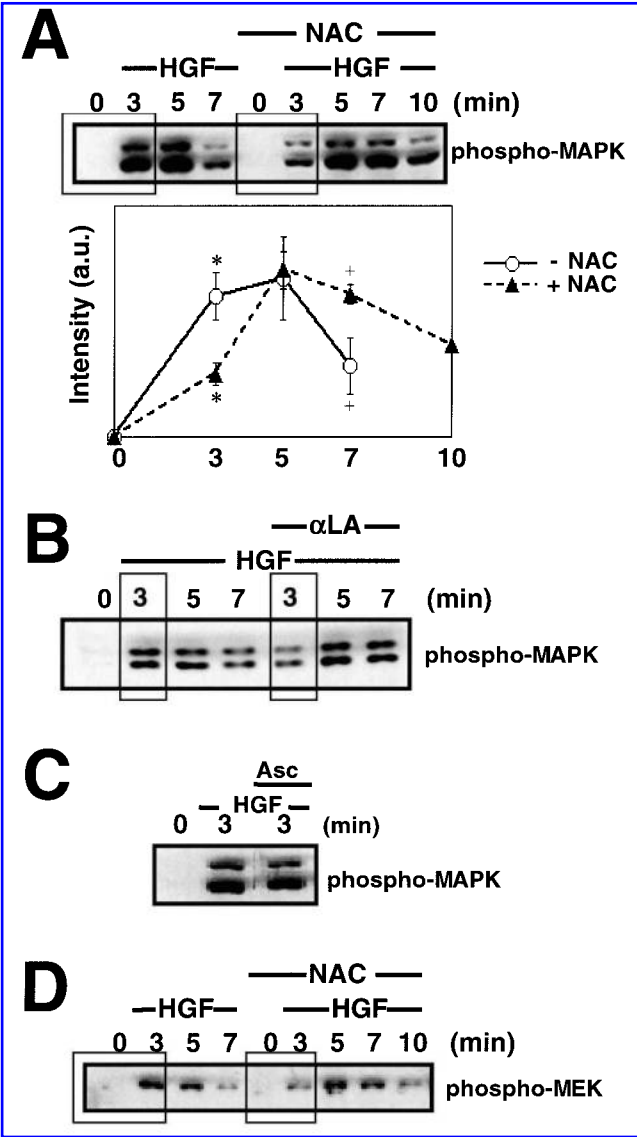 A
NAC
HGF HGF
0 3 5 7 0 3 5 7 10 (min)
phospho-MAPK
Intensity (a.u.)
* * + +
- NAC
+ NAC
0 3 5 7 10
B
αLA
HGF
0 3 5 7 3 5 7 (min)
phospho-MAPK
C
Asc
HGF
0 3 3 (min)
phospho-MAPK
D
NAC
HGF HGF
0 3 5 7 0 3 5 7 10 (min)
phospho-MEK